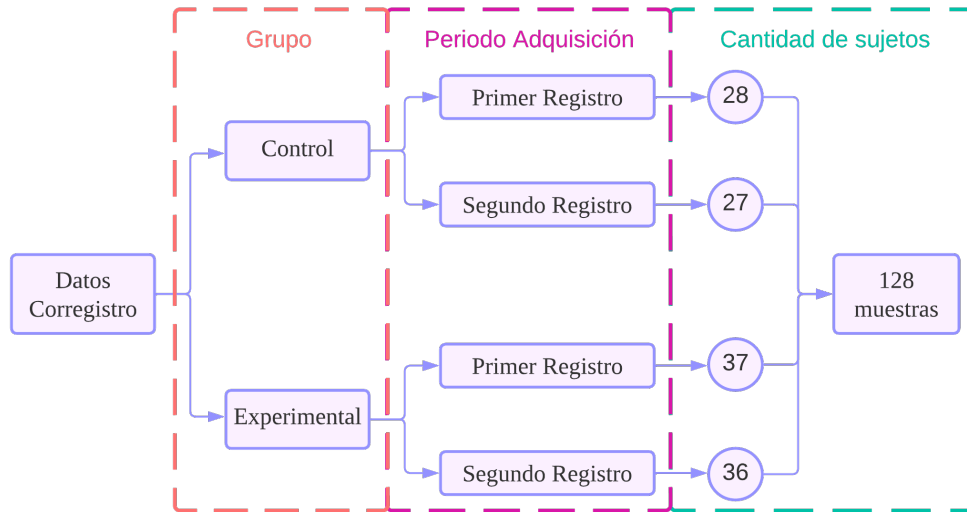 Grupo
Periodo Adquisición
Cantidad de sujetos
Primer Registro
28
Control
Segundo Registro
27
Datos
Corregistro
128
muestras
Primer Registro
37
Experimental
Segundo Registro
36